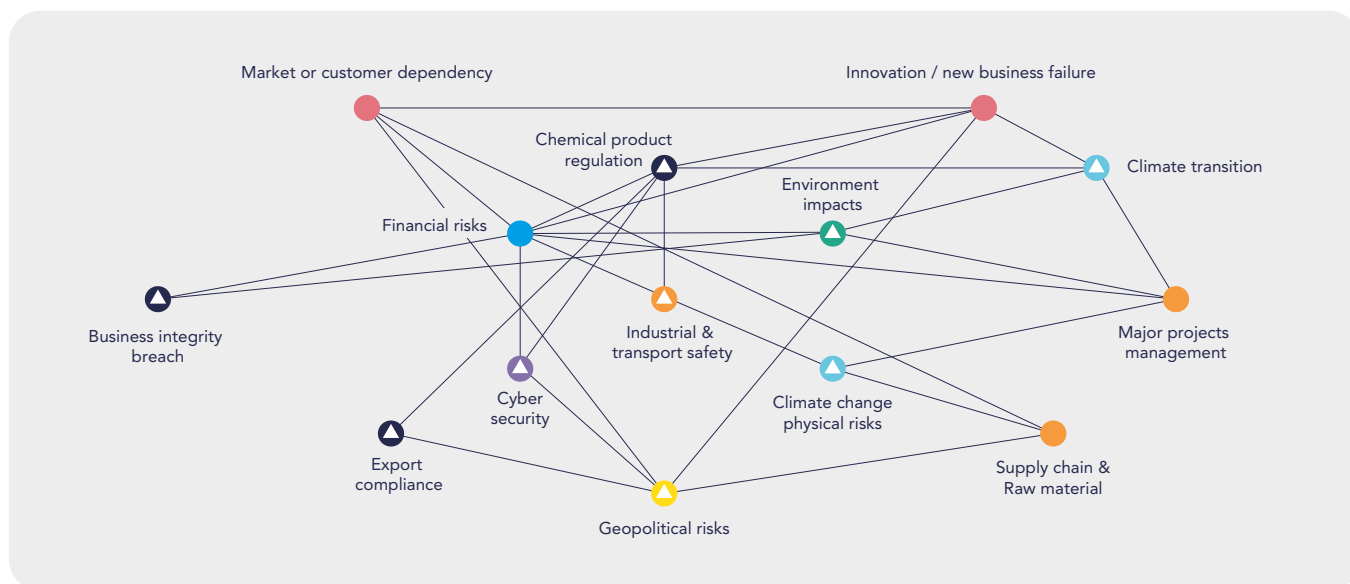 Market or customer dependency
Innovation / new business failure
Chemical product
regulation
Climate transition
Environment
impacts
Financial risks
Business integrity
breach
Industrial &
transport safety
Major projects
management
Cyber
security
Climate change
physical risks
Export
compliance
Supply chain &
Raw material
Geopolitical risks